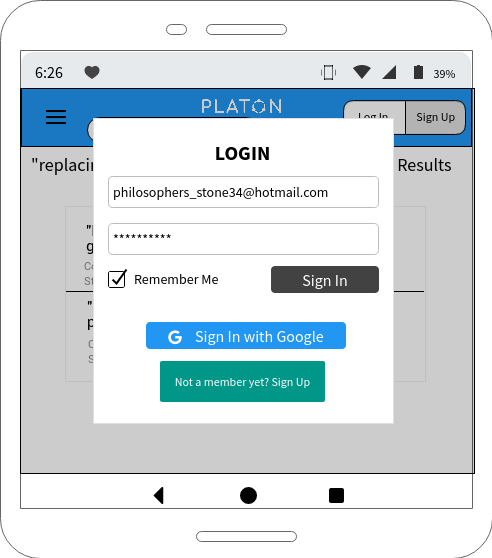 6:26
39%
PLATON
Log In
Sign Up
"replacin
Results
LOGIN
philosophers_stone34@hotmail.com
**********
Remember Me
Sign In
G Sign In with Google
Not a member yet? Sign Up